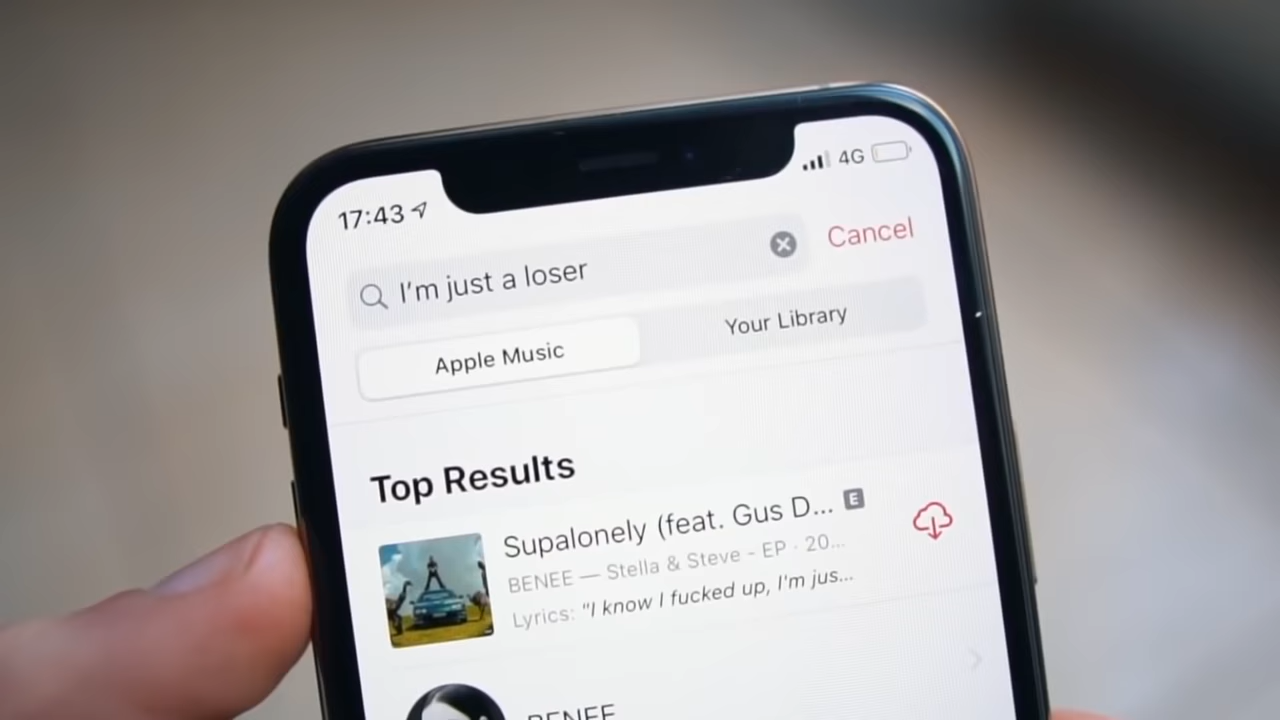 17:43
4G
I'm just a loser
Cancel
Apple Music
Your Library
Top Results
Supalonely (feat. Gus D... E
BENEE — Stella & Steve - EP · 20...
Lyrics: "I know I fucked up, I'm jus...
BENEE